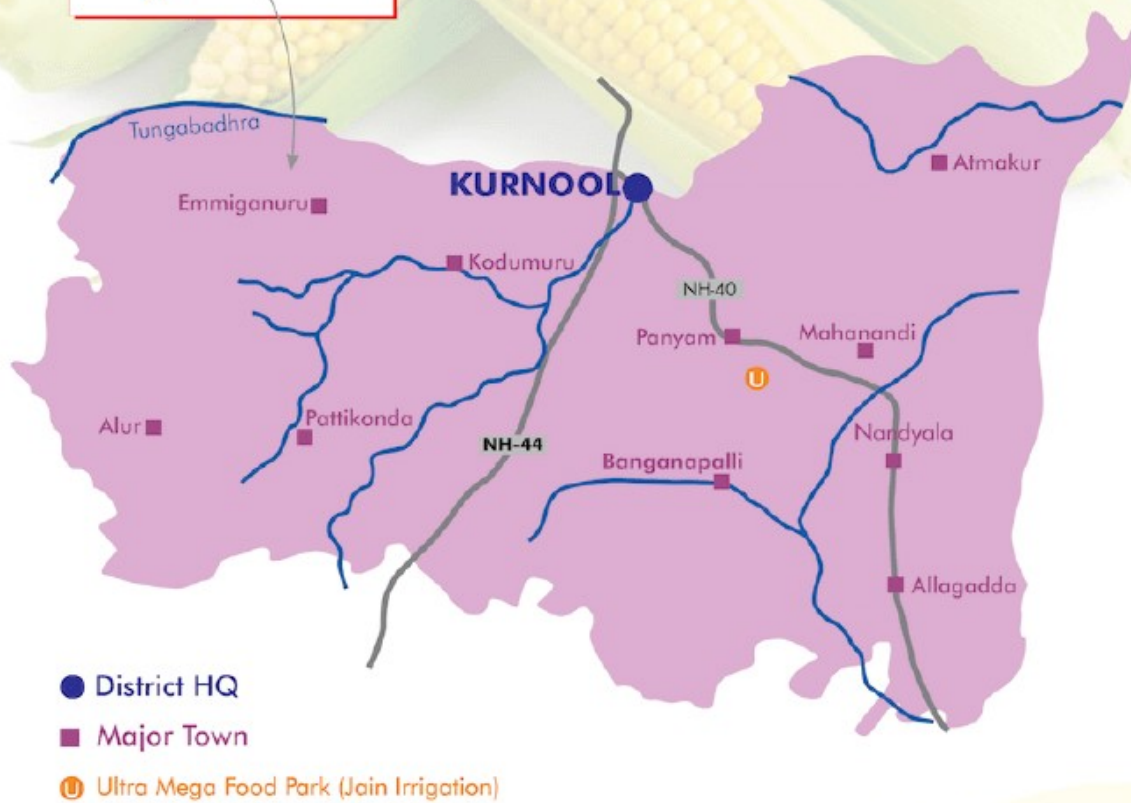 Tungabadhra
Atmakur
KURNOOL
Emmiganuru
Kodumuru
NH-40
Panyam
Mahanandi
U
Alur
Pattikonda
NH-44
Nandyala
Banganapalli
Allagadda
District HQ
Major Town
U Ultra Mega Food Park (Jain Irrigation)